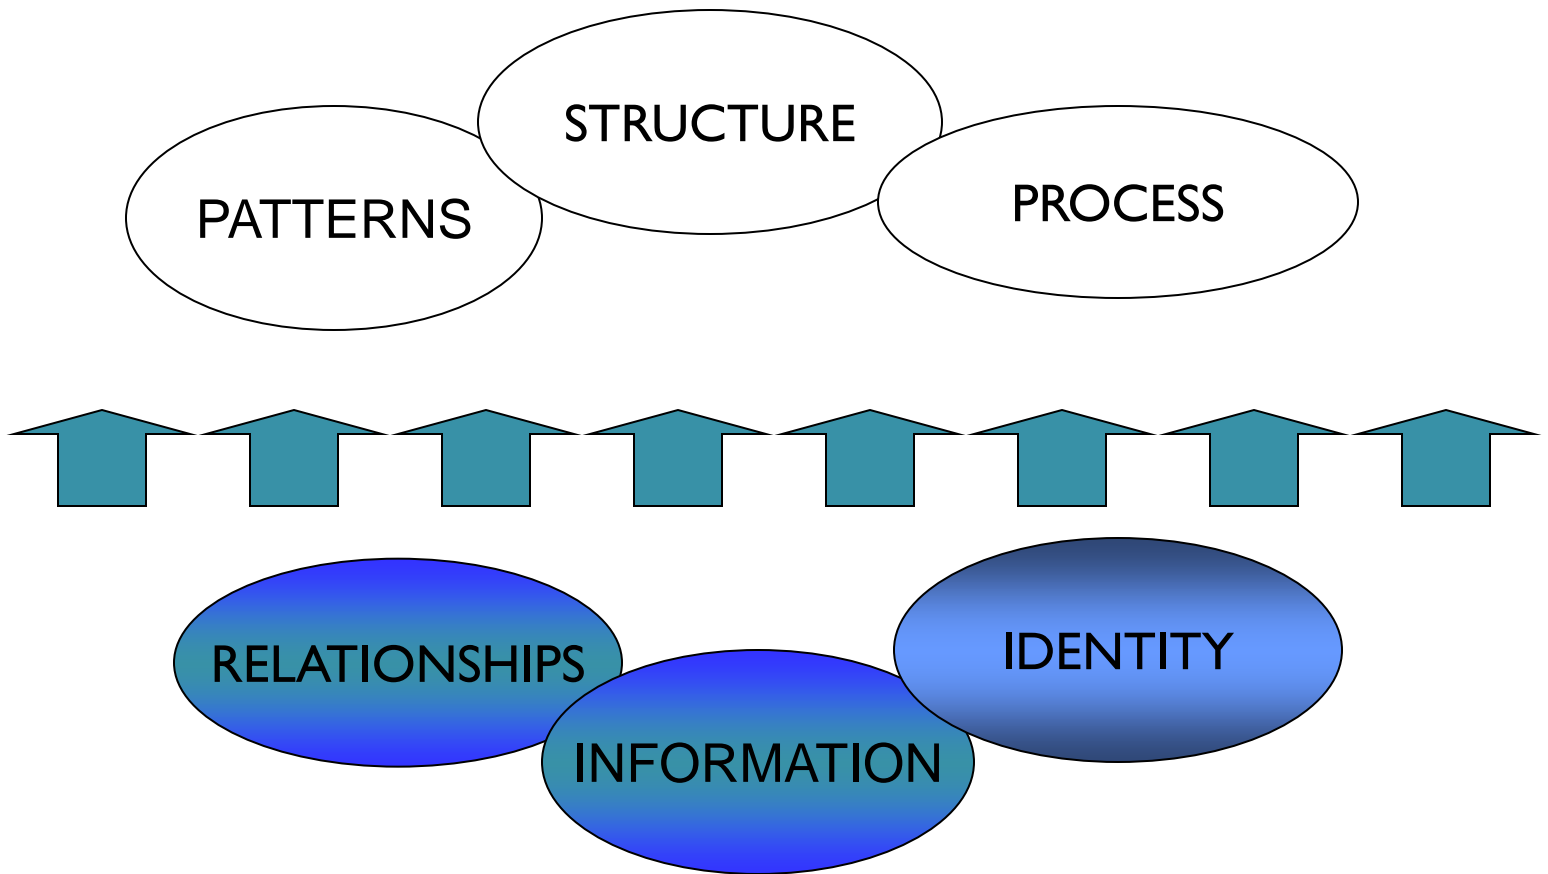 STRUCTURE
PATTERNS
PROCESS
RELATIONSHIPS
IDENTITY
INFORMATION